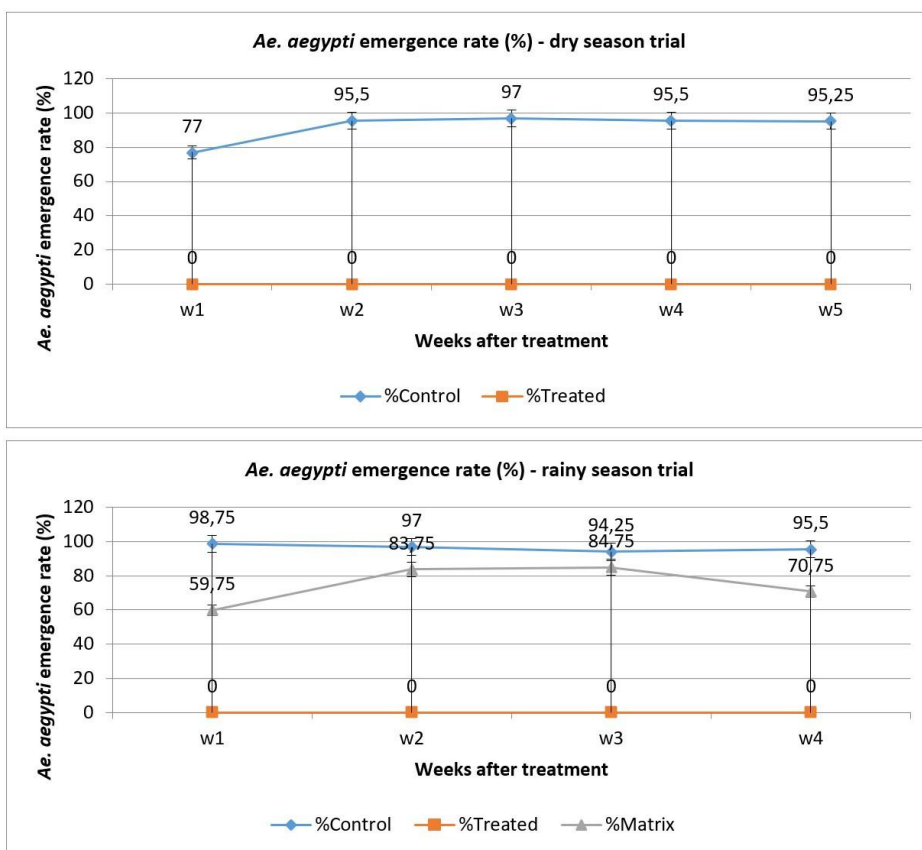 Ae. aegypti emergence rate (%) - dry season trial
Ae. aegypti emergence rate (%)
120
100
80
60
40
20
0
77
95,5
97
95,5
95,25
0
0
0
0
0
w1
w2
w3
w4
w5
Weeks after treatment
%Control
%Treated
Ae. aegypti emergence rate (%) - rainy season trial
Ae. aegypti emergence rate (%)
120
100
80
60
40
20
0
98,75
97
94,25
95,5
59,75
83,75
84,75
70,75
0
0
0
0
w1
w2
w3
w4
Weeks after treatment
%Control
%Treated
%Matrix